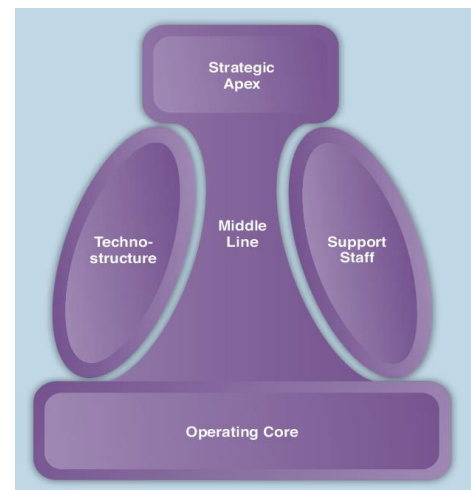 Strategic
Apex
Techno-
structure
Middle
Line
Support
Staff
Operating Core